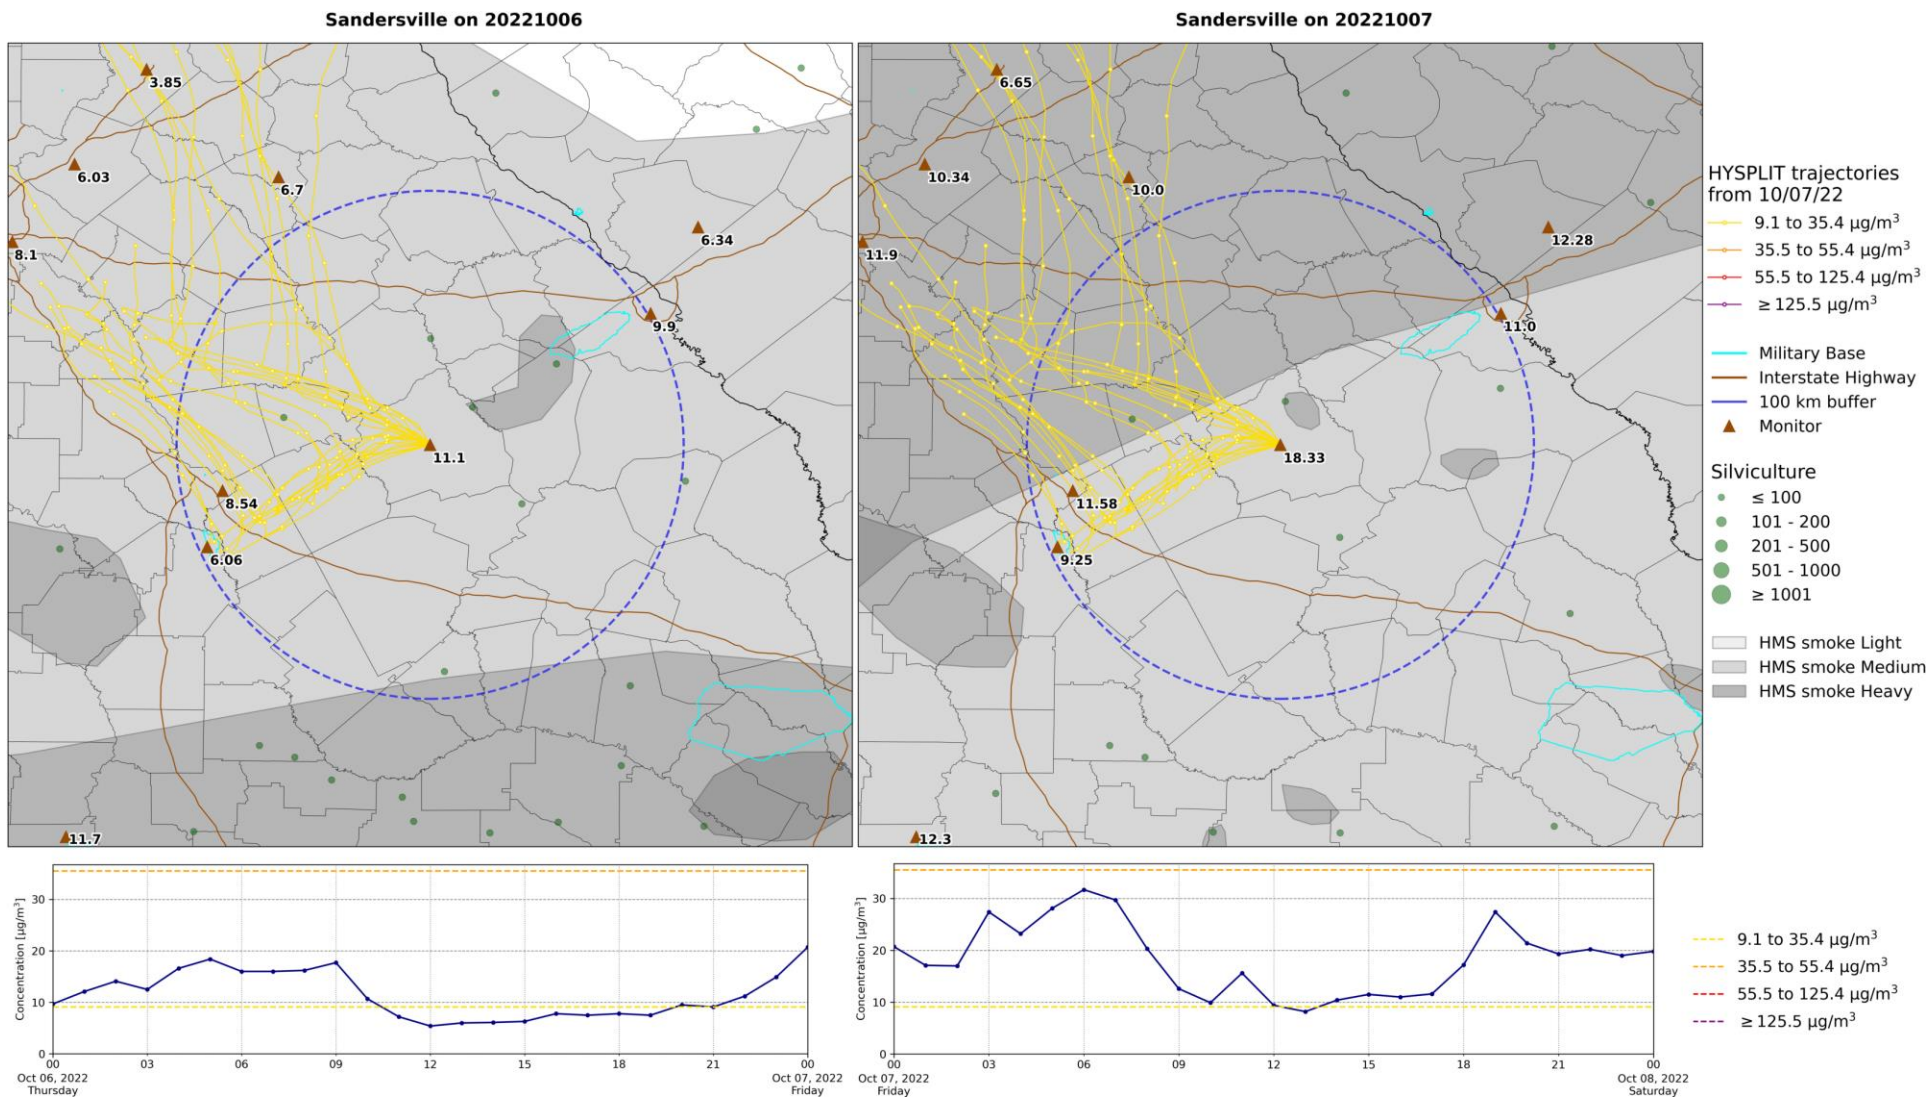 Sandersville on 20221006
3.85
6.03
6.7
8.1
6.34
9.9
11.1
8.54
6.06
11.7
Sandersville on 20221007
6.65
10.34
10.0
11.9
12.28
11.0
18.33
11.58
9.25
12.3
HYSPLIT trajectories
from 10/07/22
9.1 to 35.4 µg/m³
35.5 to 55.4 µg/m³
55.5 to 125.4 µg/m³
≥ 125.5 µg/m³
Military Base
Interstate Highway
100 km buffer
Monitor
Silviculture
≤ 100
101 - 200
201 - 500
501 - 1000
≥ 1001
HMS smoke Light
HMS smoke Medium
HMS smoke Heavy
Concentration [µg/m³]
30
20
10
0
00 03 06 09 12 15 18 21 00
Oct 06, 2022 Oct 07, 2022
Thursday Friday
Concentration [µg/m³]
30
20
10
0
00 03 06 09 12 15 18 21 00
Oct 07, 2022 Oct 08, 2022
Friday Saturday
9.1 to 35.4 µg/m³
35.5 to 55.4 µg/m³
55.5 to 125.4 µg/m³
≥ 125.5 µg/m³